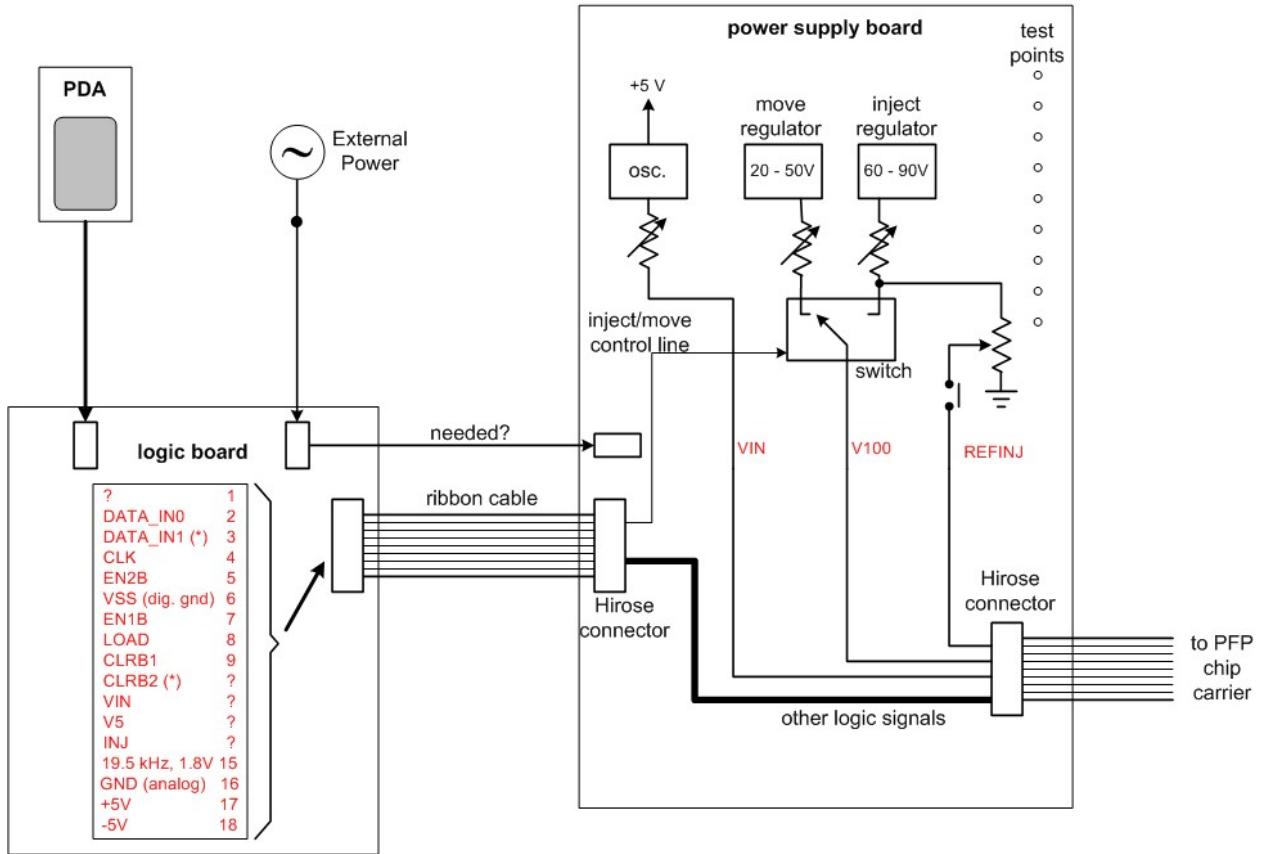 power supply board
test
points
PDA
External
Power
+5 V
move
regulator
inject
regulator
osc.
20 - 50V
60 - 90V
inject/move
control line
switch
needed?
VIN
V100
REFINJ
logic board
ribbon cable
? 1
DATA_IN0 2
DATA_IN1 (*) 3
CLK 4
EN2B 5
VSS (dig. gnd) 6
EN1B 7
LOAD 8
CLRB1 9
CLRB2 (*) ?
VIN ?
V5 ?
INJ ?
19.5 kHz, 1.8V 15
GND (analog) 16
+5V 17
-5V 18
Hirose
connector
Hirose
connector
to PFP
chip
carrier
other logic signals